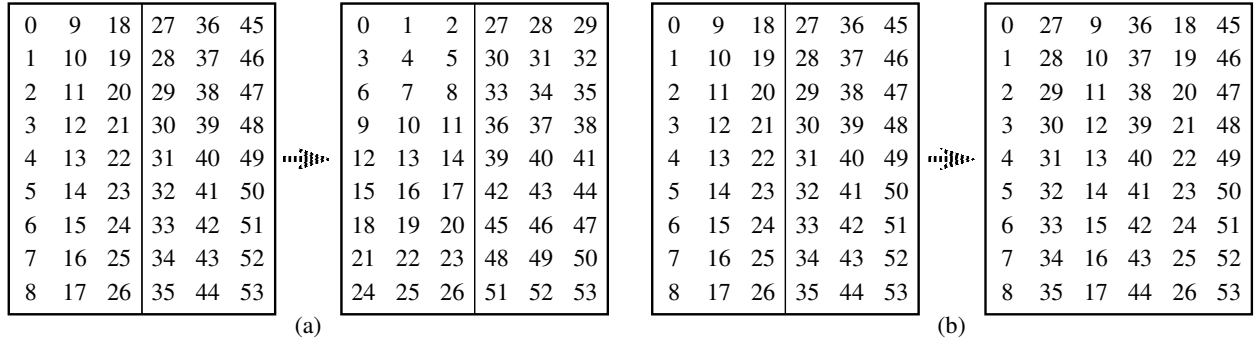 0 9 18 27 36 45 0 1 2 27 28 29 0 9 18 27 36 45 0 27 9 36 18 45
1 10 19 28 37 46 3 4 5 30 31 32 1 10 19 28 37 46 1 28 10 37 19 46
2 11 20 29 38 47 6 7 8 33 34 35 2 11 20 29 38 47 2 29 11 38 20 47
3 12 21 30 39 48 9 10 11 36 37 38 3 12 21 30 39 48 3 30 12 39 21 48
4 13 22 31 40 49 12 13 14 39 40 41 4 13 22 31 40 49 4 31 13 40 22 49
5 14 23 32 41 50 15 16 17 42 43 44 5 14 23 32 41 50 5 32 14 41 23 50
6 15 24 33 42 51 18 19 20 45 46 47 6 15 24 33 42 51 6 33 15 42 24 51
7 16 25 34 43 52 21 22 23 48 49 50 7 16 25 34 43 52 7 34 16 43 25 52
8 17 26 35 44 53 24 25 26 51 52 53 8 17 26 35 44 53 8 35 17 44 26 53
(a) (b)